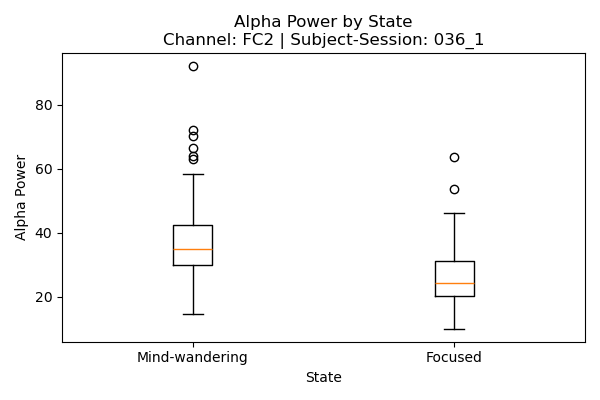 Alpha Power by State
Channel: FC2 | Subject-Session: 036_1
80
60
40
20
Alpha Power
Mind-wandering
Focused
State